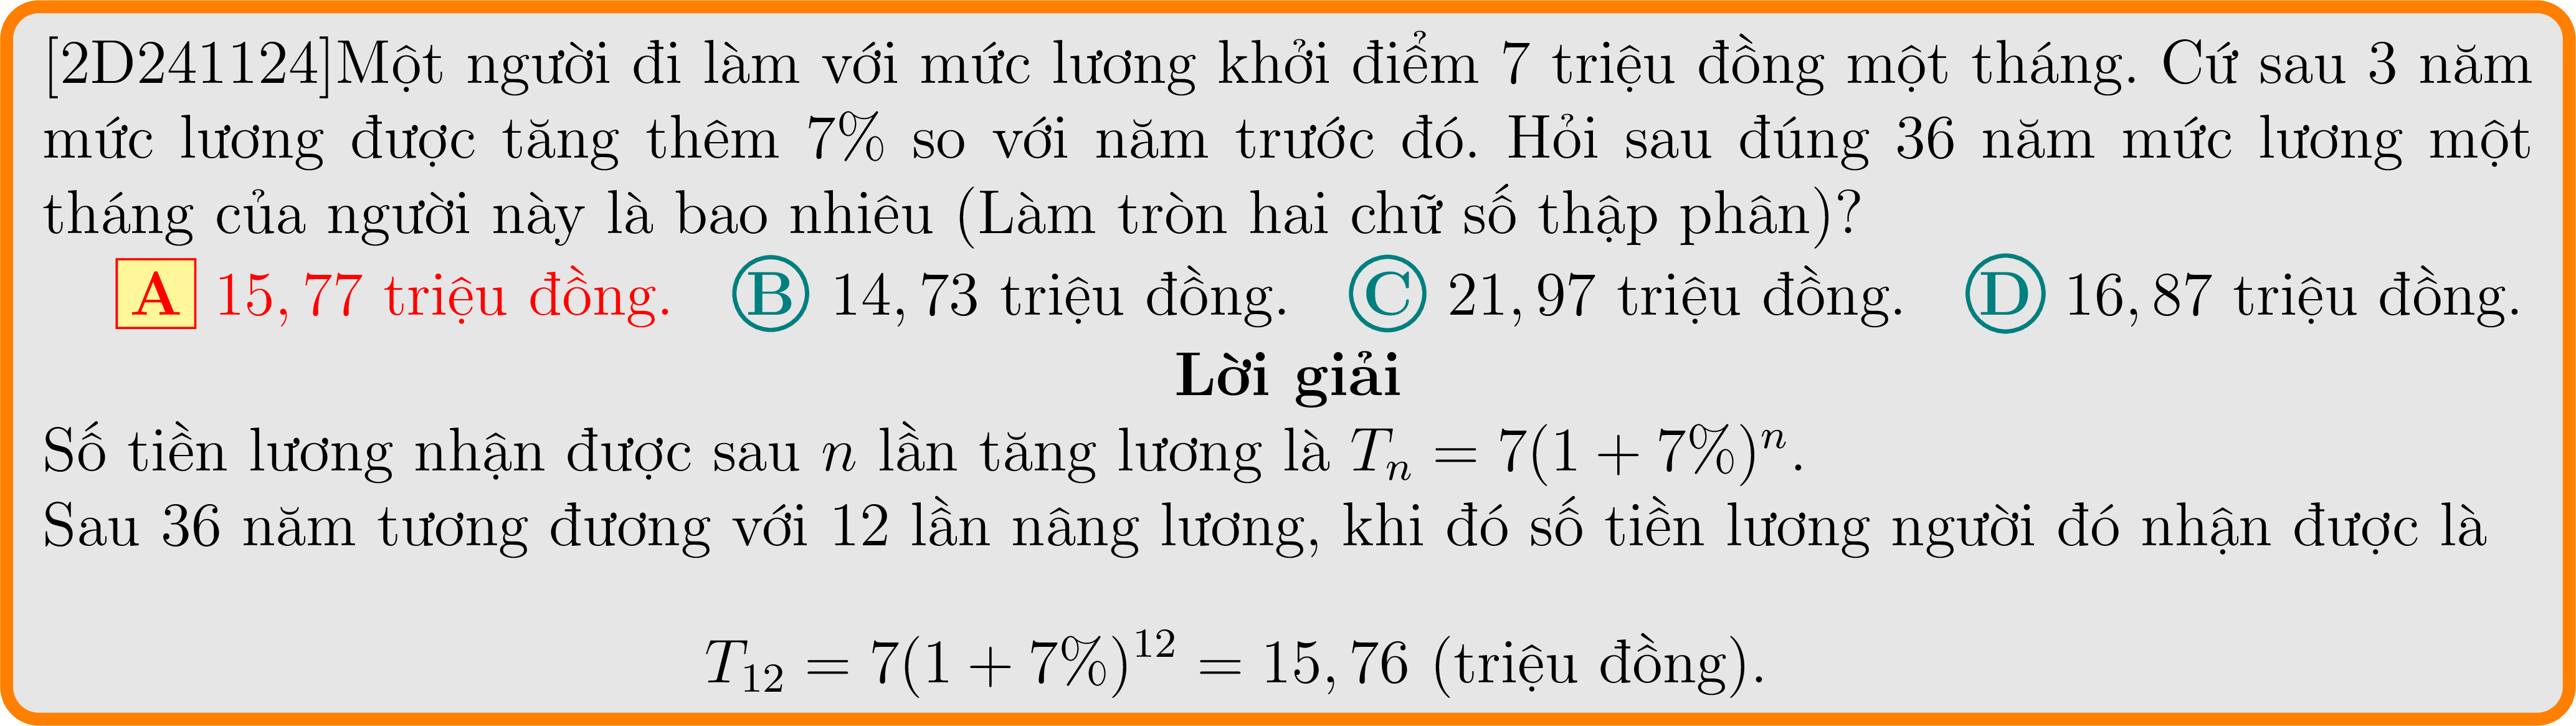 [2D241124]Một người đi làm với mức lương khởi điểm 7 triệu đồng một tháng. Cứ sau 3 năm
mức lương được tăng thêm 7% so với năm trước đó. Hỏi sau đúng 36 năm mức lương một
tháng của người này là bao nhiêu (Làm tròn hai chữ số thập phân)?
A 15, 77 triệu đồng. B 14, 73 triệu đồng. C 21, 97 triệu đồng. D 16, 87 triệu đồng.
Lời giải
Số tiền lương nhận được sau n lần tăng lương là Tₙ = 7(1 + 7%)ⁿ.
Sau 36 năm tương đương với 12 lần nâng lương, khi đó số tiền lương người đó nhận được là
T₁₂ = 7(1 + 7%)¹² = 15, 76 (triệu đồng).